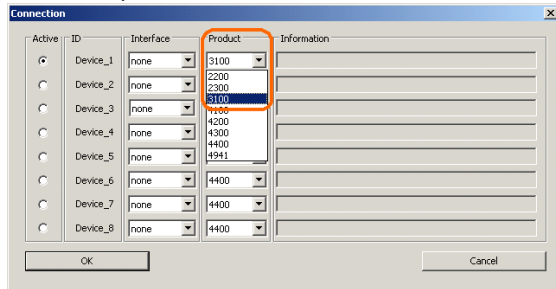 Connection
Active ID Interface Product Information
Device_1 none 3100
2200
2300
Device_2 none
3100
Device_3 none 4100
4200
Device_4 none 4300
4400
Device_5 none 4941
Device_6 none 4400
Device_7 none 4400
Device_8 none 4400
OK Cancel